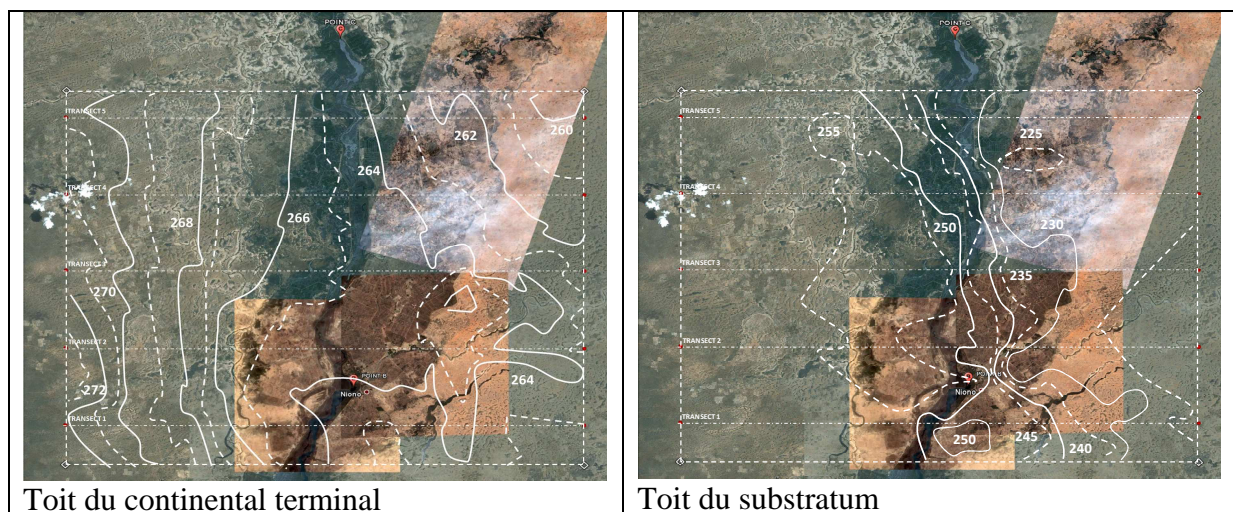 POINT C
TRANSECT 5
262
260
264
TRANSECT 4
268
266
TRANSECT 3
270
TRANSECT 2
272
264
POINT B
Niono
TRANSECT 1
Toit du continental terminal
POINT C
TRANSECT 5
255
225
TRANSECT 4
250
230
TRANSECT 3
235
TRANSECT 2
POINT B
Niono
TRANSECT 1
250
245
240
Toit du substratum